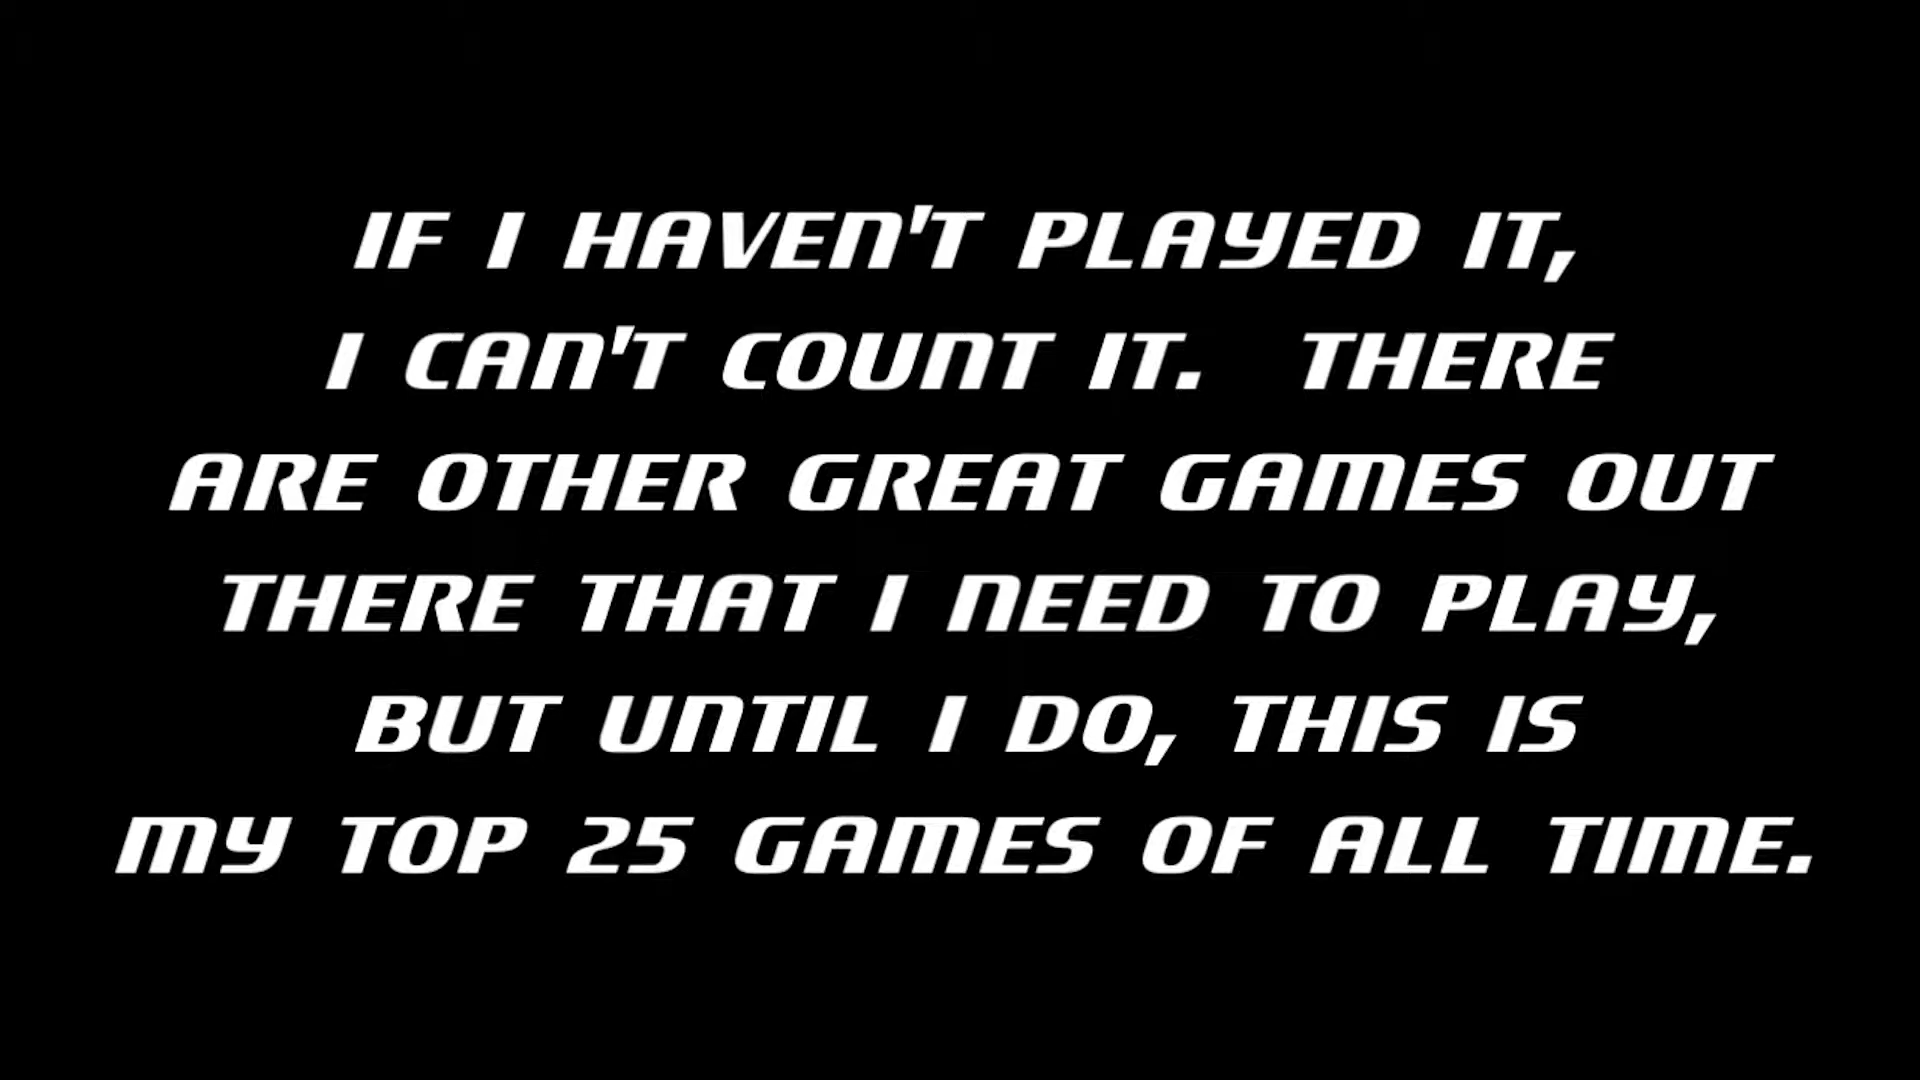 IF I HAVEN'T PLAYED IT,
I CAN'T COUNT IT.  THERE
ARE OTHER GREAT GAMES OUT
THERE THAT I NEED TO PLAY,
BUT UNTIL I DO, THIS IS
MY TOP 25 GAMES OF ALL TIME.